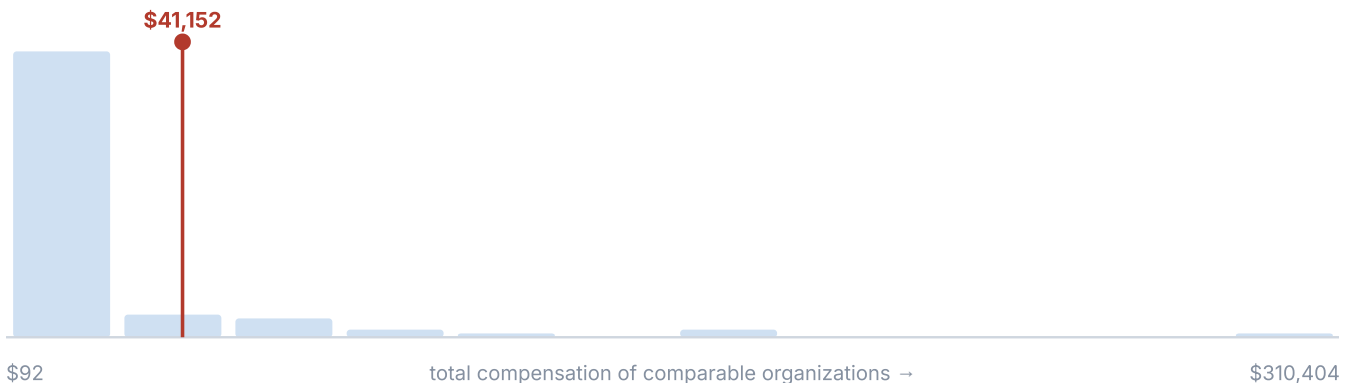 $41,152
$92
total compensation of comparable organizations →
$310,404